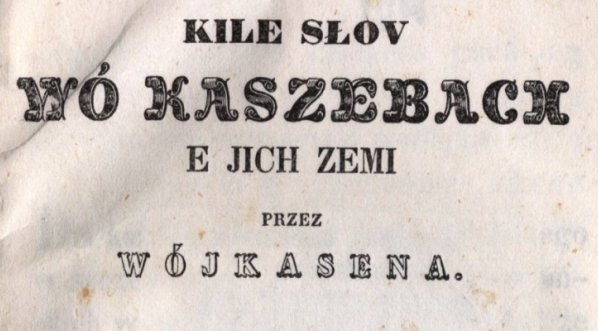 KILE SŁOV
WÓ KASZEBACH
E JICH ZEMI
PRZEZ
WÓJKASENA.